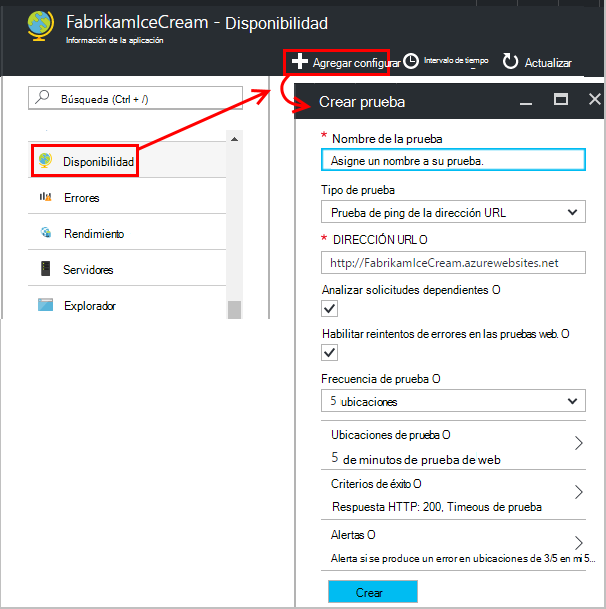 FabrikamIceCream - Disponibilidad
Información de la aplicación
Agregar configurar
Intervalo de tiempo
Actualizar
Búsqueda (Ctrl + /)
Disponibilidad
Errores
Rendimiento
Servidores
Explorador
Crear prueba
* Nombre de la prueba
Asigne un nombre a su prueba.
Tipo de prueba
Prueba de ping de la dirección URL
* DIRECCIÓN URL O
http://FabrikamIceCream.azurewebsites.net
Analizar solicitudes dependientes O
Habilitar reintentos de errores en las pruebas web. O
Frecuencia de prueba O
5 ubicaciones
Ubicaciones de prueba O
5 de minutos de prueba de web
Criterios de éxito O
Respuesta HTTP: 200, Timeous de prueba
Alertas O
Alerta si se produce un error en ubicaciones de 3/5 en mi 5...
Crear